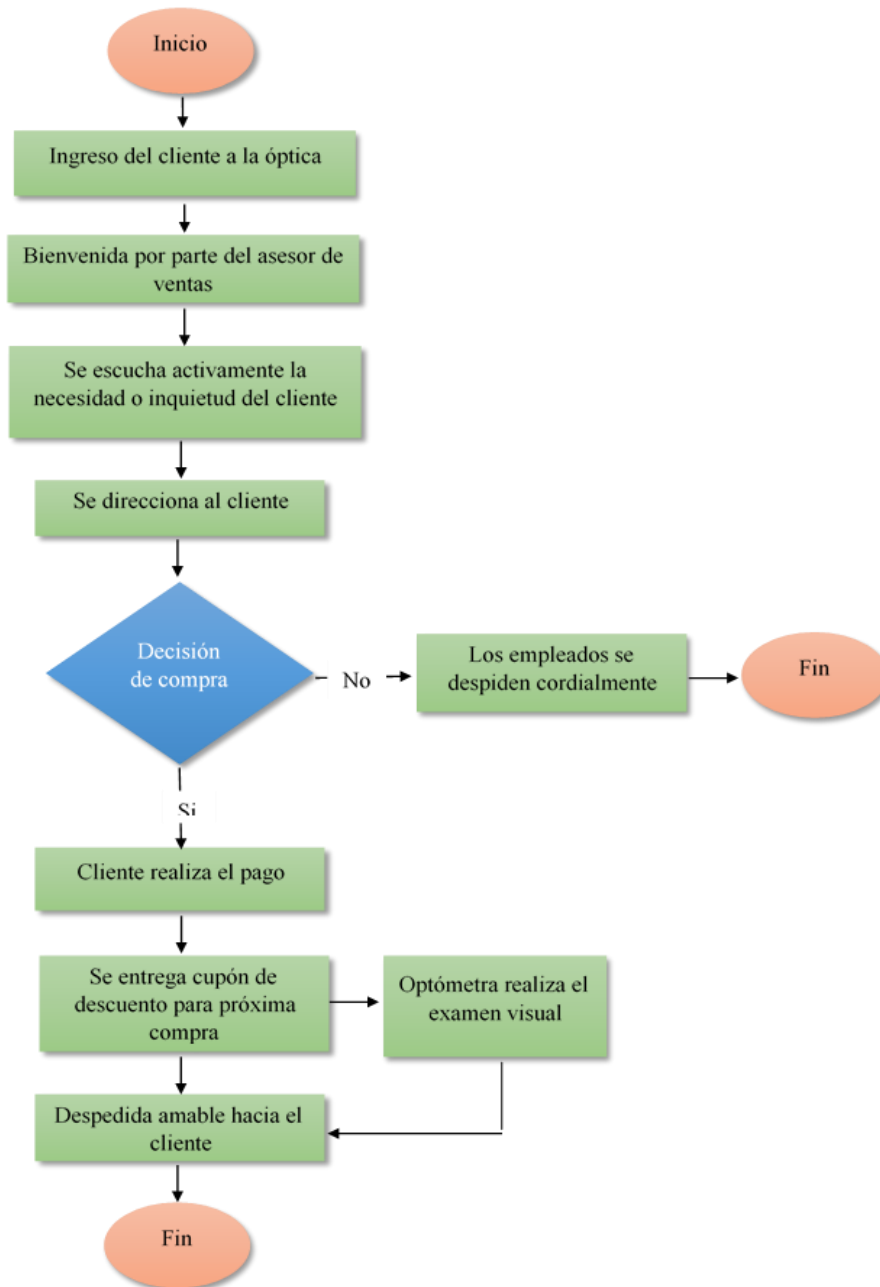 Inicio
Ingreso del cliente a la óptica
Bienvenida por parte del asesor de
ventas
Se escucha activamente la
necesidad o inquietud del cliente
Se direcciona al cliente
Decisión
de compra
No
Los empleados se
despiden cordialmente
Fin
Si
Cliente realiza el pago
Se entrega cupón de
descuento para próxima
compra
Optómetra realiza el
examen visual
Despedida amable hacia el
cliente
Fin